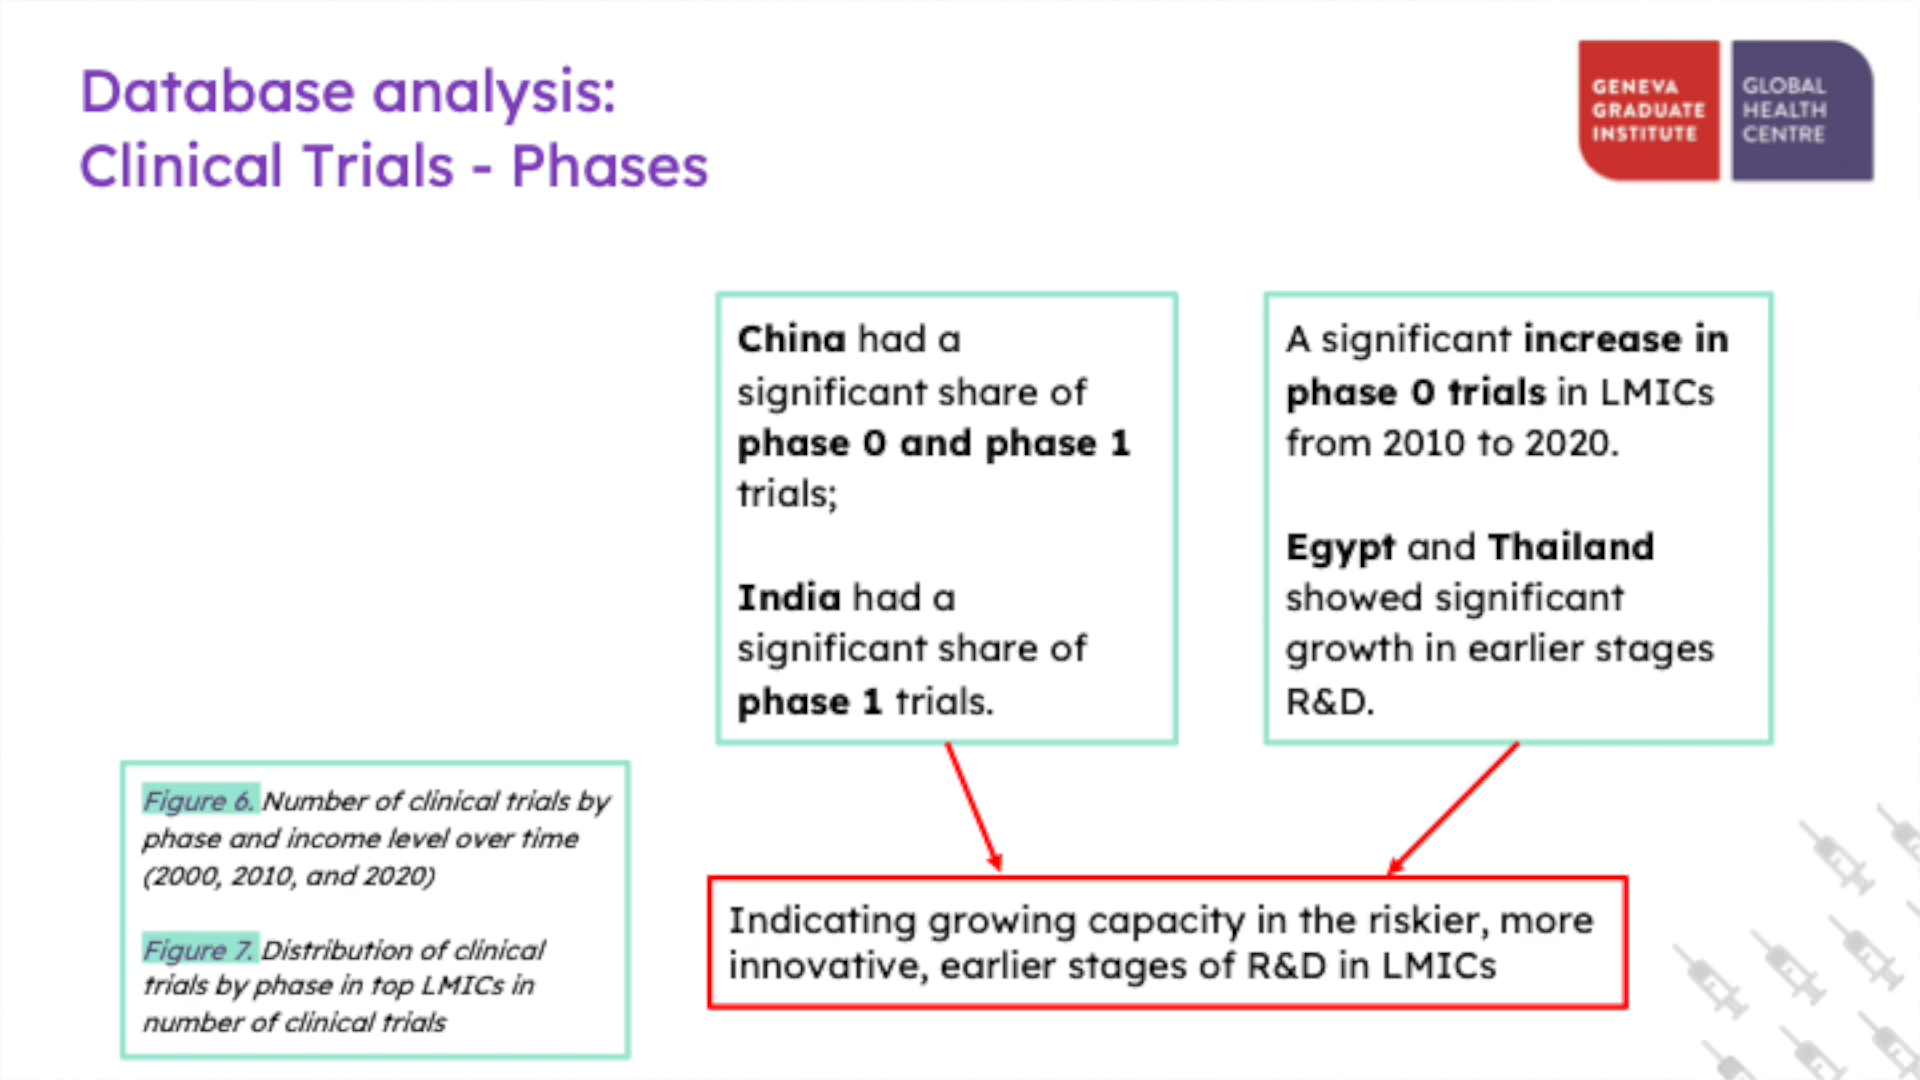 Database analysis:
Clinical Trials - Phases
GENEVA
GRADUATE
INSTITUTE
GLOBAL
HEALTH
CENTRE
China had a
significant share of
phase 0 and phase 1
trials;
India had a
significant share of
phase 1 trials.
A significant increase in
phase 0 trials in LMICs
from 2010 to 2020.
Egypt and Thailand
showed significant
growth in earlier stages
R&D.
Figure 6. Number of clinical trials by
phase and income level over time
(2000, 2010, and 2020)
Figure 7. Distribution of clinical
trials by phase in top LMICs in
number of clinical trials
Indicating growing capacity in the riskier, more
innovative, earlier stages of R&D in LMICs